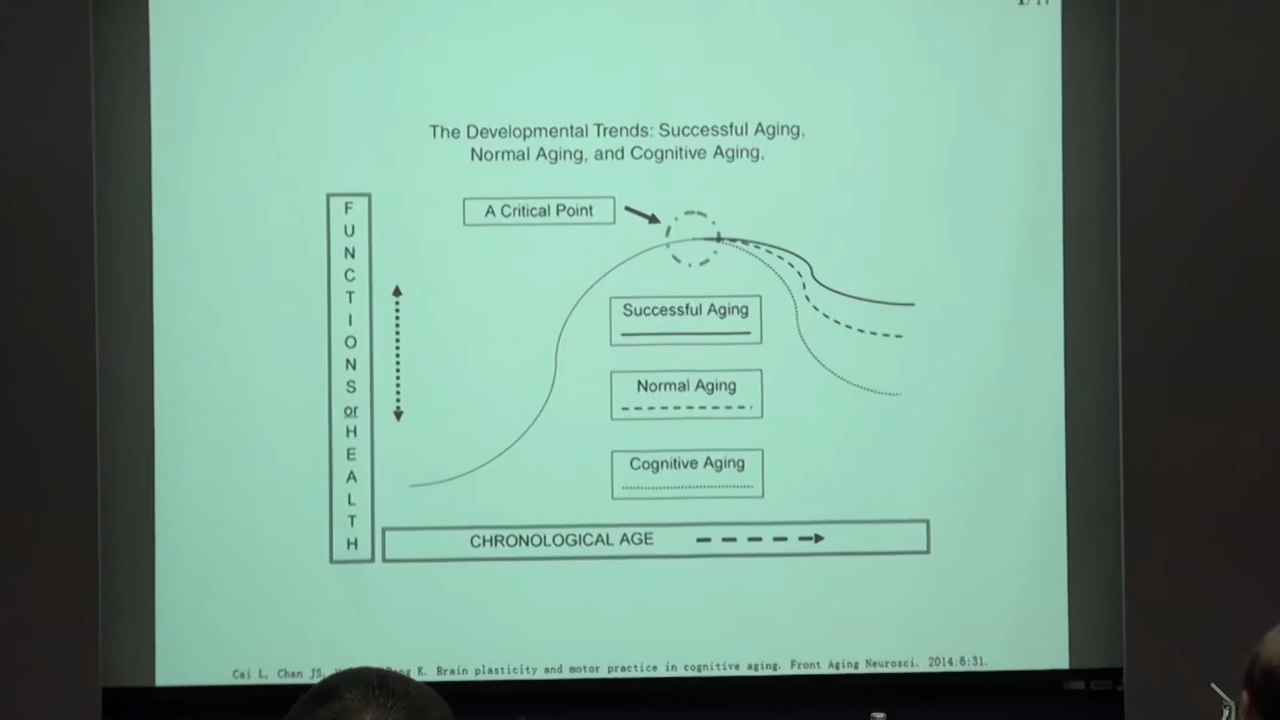 The Developmental Trends: Successful Aging,
Normal Aging, and Cognitive Aging,
A Critical Point
FUNCTIONS or HEALTH
Successful Aging
Normal Aging
Cognitive Aging
CHRONOLOGICAL AGE
Cai L, Chan JS, K. Brain plasticity and motor practice in cognitive aging. Front Aging Neurosci. 2014:6:31.